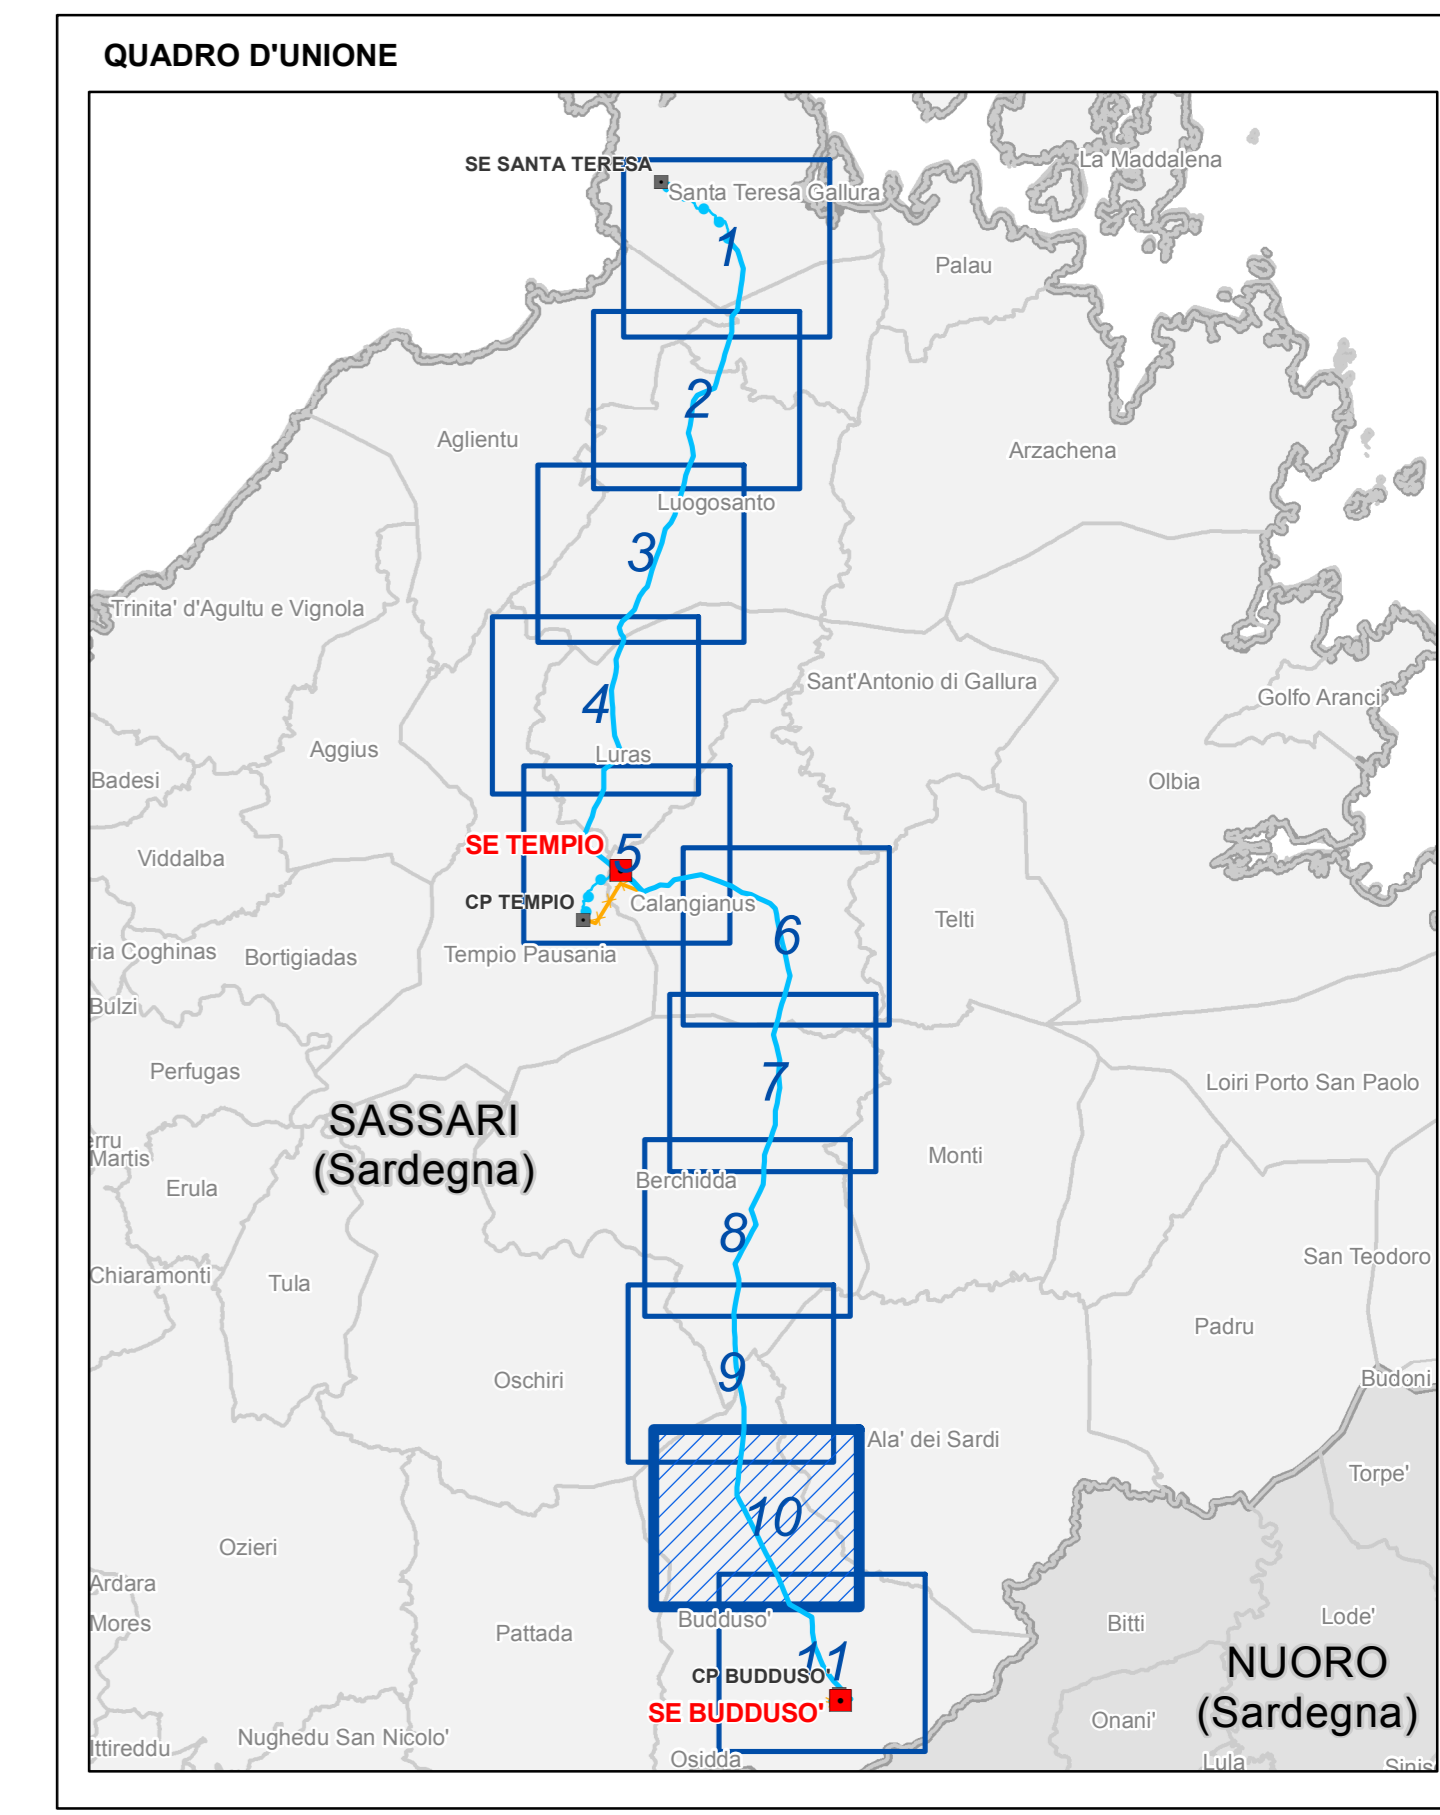 QUADRO D'UNIONE
La Maddalena
SE SANTA TERESA
Santa Teresa Gallura
1
Palau
2
Aglientu
Arzachena
Luogosanto
3
Trinita' d'Agultu e Vignola
Sant'Antonio di Gallura
Golfo Aranci
4
Aggius
Luras
Badesi
Olbia
SE TEMPIO
5
Viddalba
CP TEMPIO
Calangianus
Telti
6
ria Coghinas
Bortigiadas
Tempio Pausania
Bulzi
Perfugas
7
Loiri Porto San Paolo
SASSARI
(Sardegna)
erru
Martis
Monti
Erula
Berchidda
8
San Teodoro
Chiaramonti
Tula
Padru
9
Oschiri
Budoni
Ala' dei Sardi
Torpe'
10
Ozieri
Ardara
Mores
Budduso'
Bitti
Lode'
Pattada
11
NUORO
(Sardegna)
CP BUDDUSO'
SE BUDDUSO'
Onani'
Nughedu San Nicolo'
Ittireddu
Osidda
Lula
Sinis